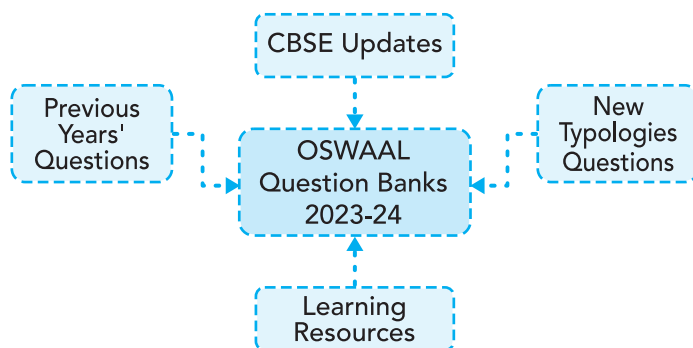 CBSE Updates
Previous
Years'
Questions
OSWAAL
Question Banks
2023-24
New
Typologies
Questions
Learning
Resources